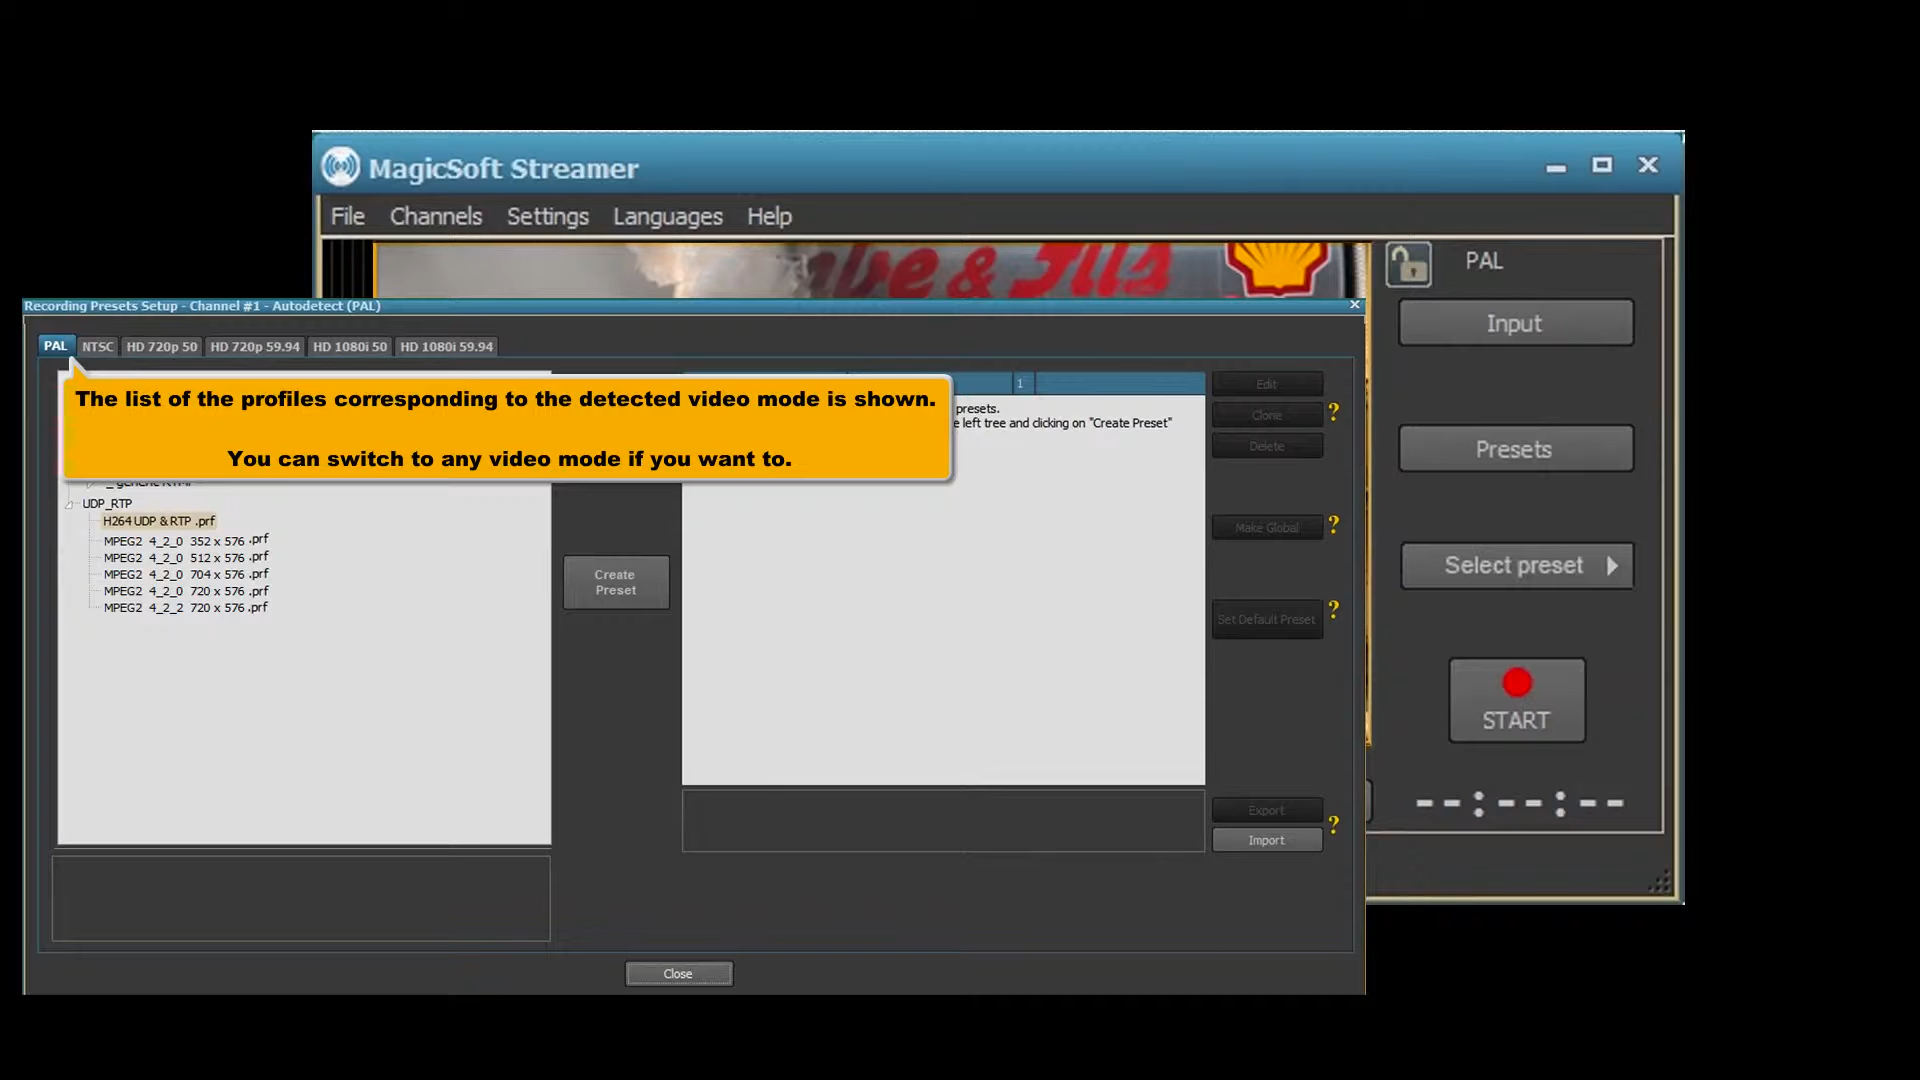 MagicSoft Streamer
File Channels Settings Languages Help
& Jils
PAL
Input
Presets
Select preset
START
--:--:--
Recording Presets Setup - Channel #1 - Autodetect (PAL)
PAL NTSC HD 720p 50 HD 720p 59.94 HD 1080i 50 HD 1080i 59.94
The list of the profiles corresponding to the detected video mode is shown.
You can switch to any video mode if you want to.
1
presets.
e left tree and clicking on "Create Preset"
_ generic RTMP
UDP_RTP
H264 UDP & RTP .prf
MPEG2 4_2_0 352 x 576 .prf
MPEG2 4_2_0 512 x 576 .prf
MPEG2 4_2_0 704 x 576 .prf
MPEG2 4_2_0 720 x 576 .prf
MPEG2 4_2_2 720 x 576 .prf
Create
Preset
Edit
Clone ?
Delete
Make Global ?
Set Default Preset ?
Export
Import ?
Close